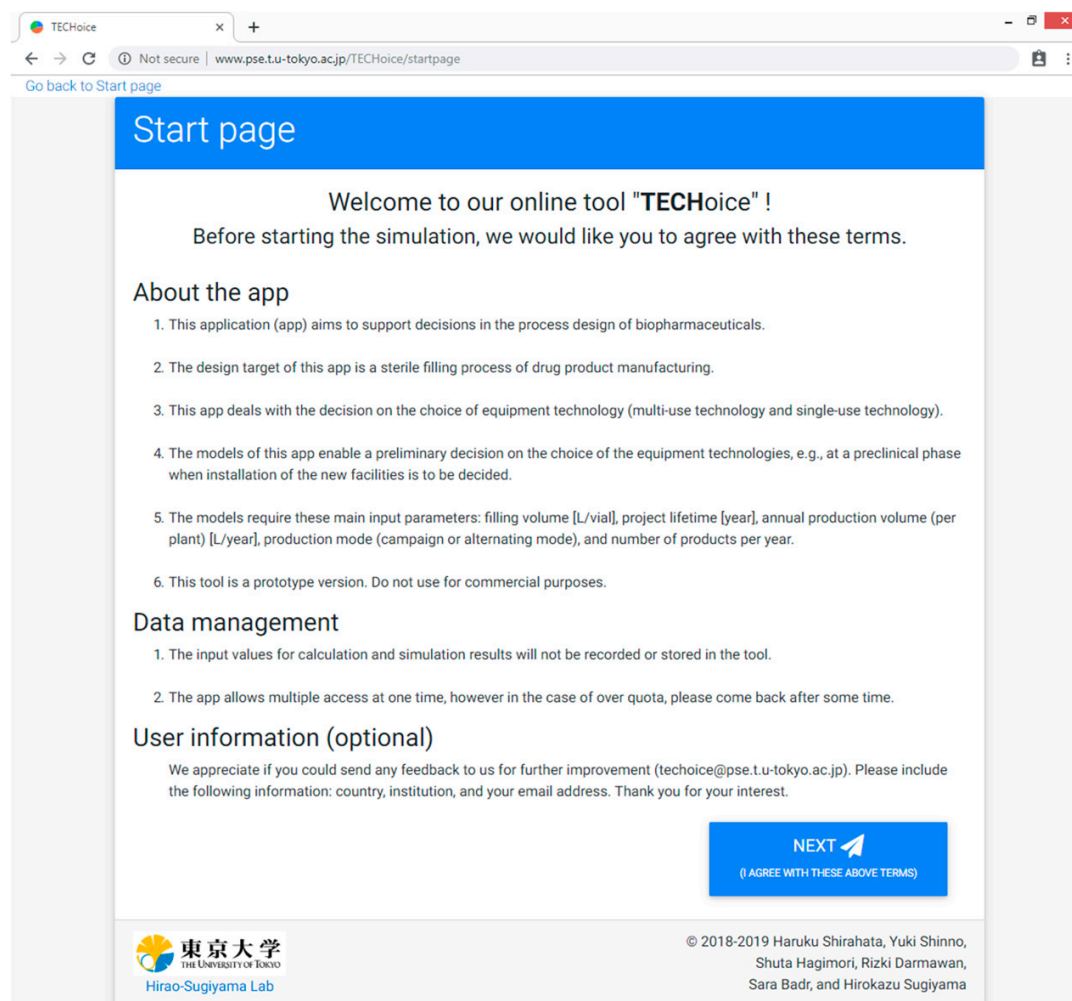 TECHoice
Not secure | www.pse.t.u-tokyo.ac.jp/TECHoice/startpage
Go back to Start page
Start page
Welcome to our online tool "TECHoice" !
Before starting the simulation, we would like you to agree with these terms.
About the app
1. This application (app) aims to support decisions in the process design of biopharmaceuticals.
2. The design target of this app is a sterile filling process of drug product manufacturing.
3. This app deals with the decision on the choice of equipment technology (multi-use technology and single-use technology).
4. The models of this app enable a preliminary decision on the choice of the equipment technologies, e.g., at a preclinical phase
when installation of the new facilities is to be decided.
5. The models require these main input parameters: filling volume [L/vial], project lifetime [year], annual production volume (per
plant) [L/year], production mode (campaign or alternating mode), and number of products per year.
6. This tool is a prototype version. Do not use for commercial purposes.
Data management
1. The input values for calculation and simulation results will not be recorded or stored in the tool.
2. The app allows multiple access at one time, however in the case of over quota, please come back after some time.
User information (optional)
We appreciate if you could send any feedback to us for further improvement (techoice@pse.t.u-tokyo.ac.jp). Please include
the following information: country, institution, and your email address. Thank you for your interest.
NEXT
(I AGREE WITH THESE ABOVE TERMS)
東京大学
THE UNIVERSITY OF TOKYO
Hirao-Sugiyama Lab
© 2018-2019 Haruku Shirahata, Yuki Shinno,
Shuta Hagimori, Rizki Darmawan,
Sara Badr, and Hirokazu Sugiyama